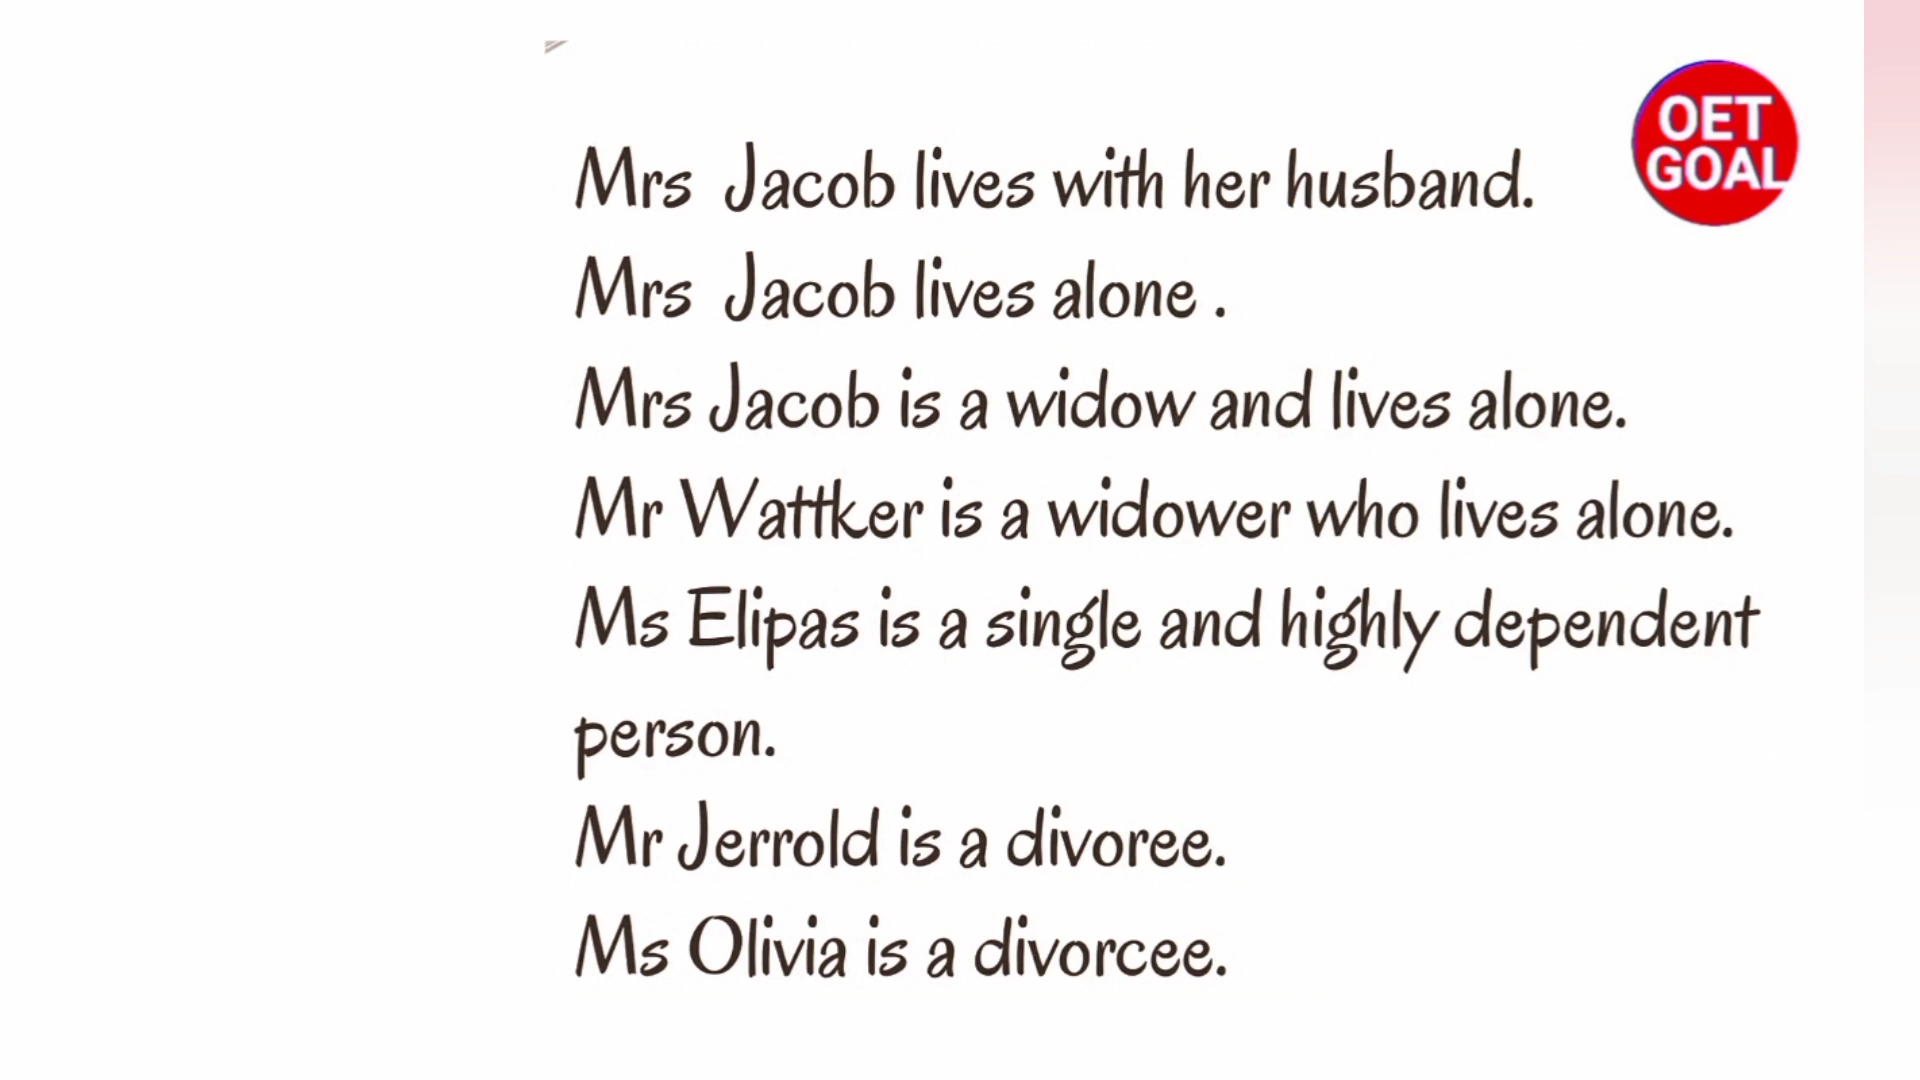 OET
GOAL
Mrs Jacob lives with her husband.
Mrs Jacob lives alone .
Mrs Jacob is a widow and lives alone.
Mr Wattker is a widower who lives alone.
Ms Elipas is a single and highly dependent
person.
Mr Jerrold is a divoree.
Ms Olivia is a divorcee.